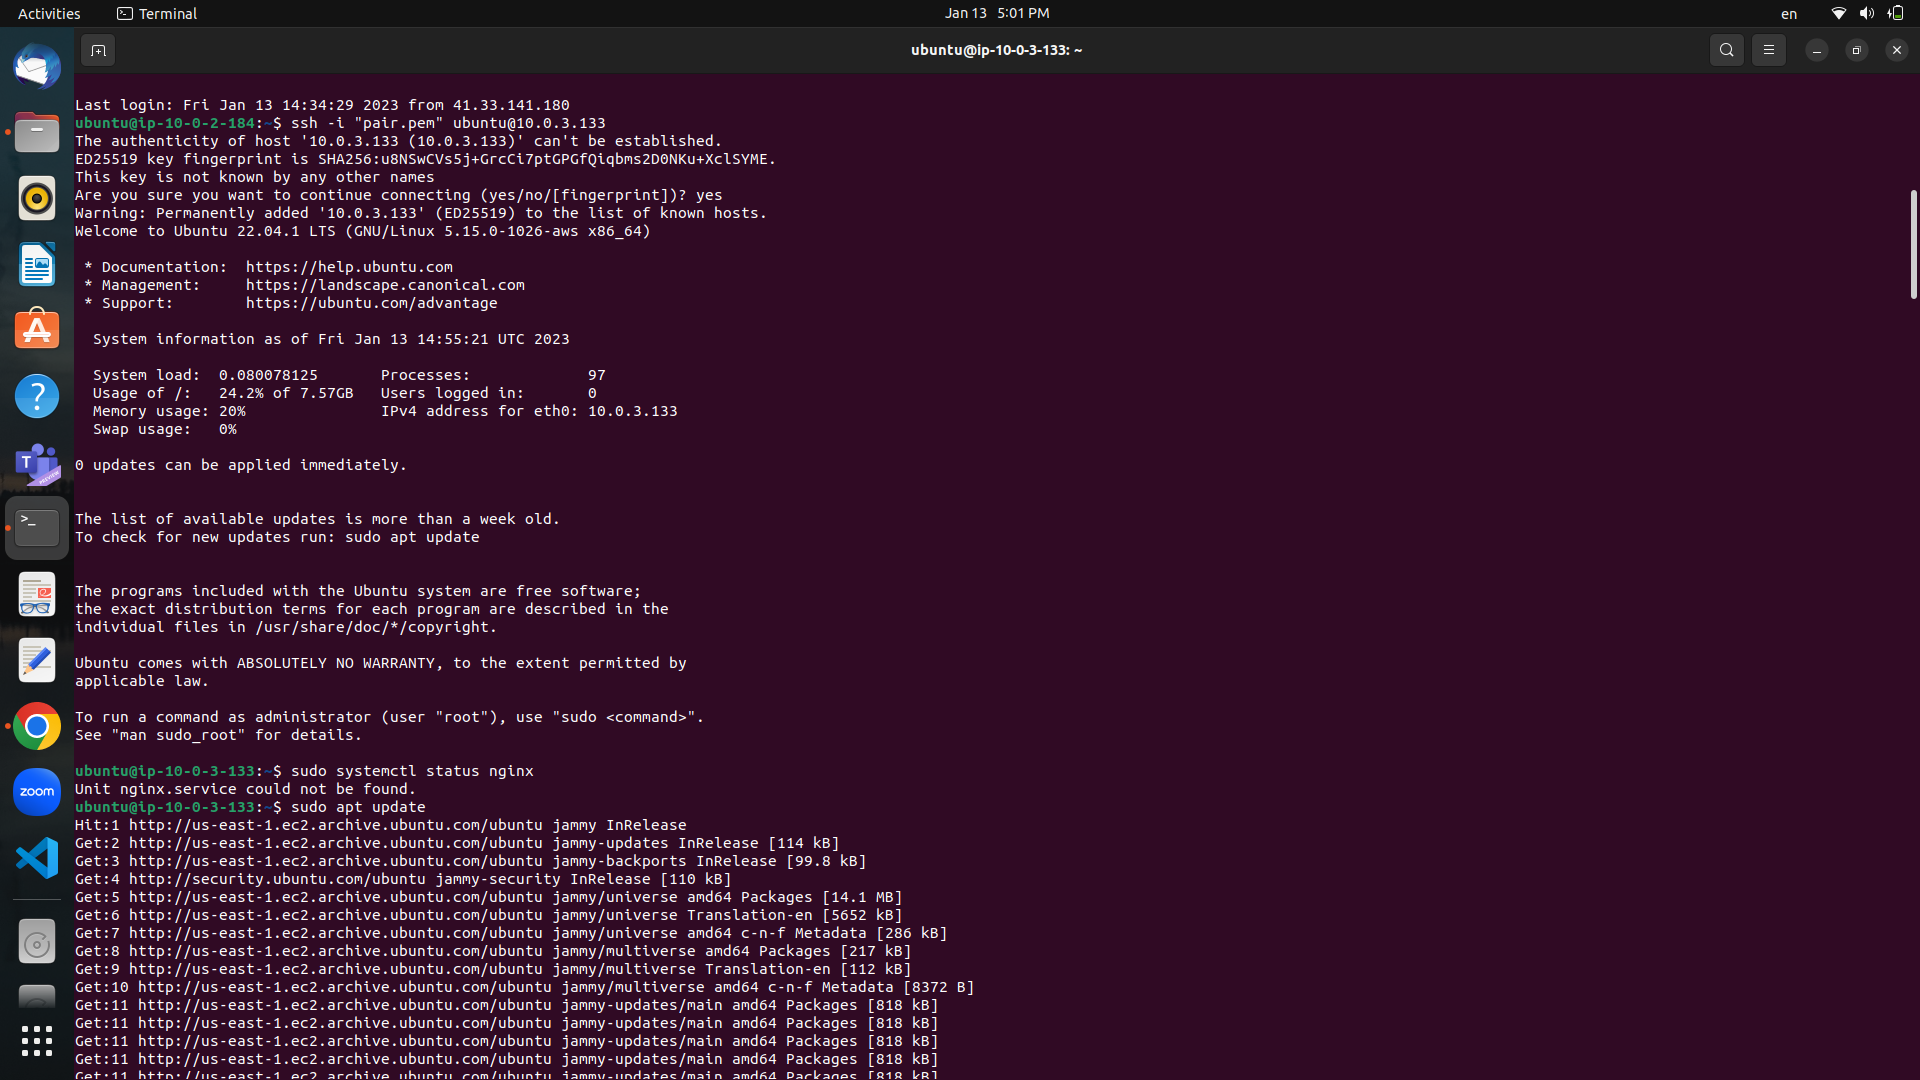 Activities Terminal Jan 13 5:01 PM en
ubuntu@ip-10-0-3-133: ~
Last login: Fri Jan 13 14:34:29 2023 from 41.33.141.180
ubuntu@ip-10-0-2-184:~$ ssh -i "pair.pem" ubuntu@10.0.3.133
The authenticity of host '10.0.3.133 (10.0.3.133)' can't be established.
ED25519 key fingerprint is SHA256:u8NSwCVs5j+GrcCi7ptGPGfQiqbms2D0NKu+XclSYME.
This key is not known by any other names
Are you sure you want to continue connecting (yes/no/[fingerprint])? yes
Warning: Permanently added '10.0.3.133' (ED25519) to the list of known hosts.
Welcome to Ubuntu 22.04.1 LTS (GNU/Linux 5.15.0-1026-aws x86_64)
* Documentation:  https://help.ubuntu.com
* Management:     https://landscape.canonical.com
* Support:        https://ubuntu.com/advantage
System information as of Fri Jan 13 14:55:21 UTC 2023
System load:  0.080078125       Processes:             97
Usage of /:   24.2% of 7.57GB   Users logged in:       0
Memory usage: 20%               IPv4 address for eth0: 10.0.3.133
Swap usage:   0%
0 updates can be applied immediately.
The list of available updates is more than a week old.
To check for new updates run: sudo apt update
The programs included with the Ubuntu system are free software;
the exact distribution terms for each program are described in the
individual files in /usr/share/doc/*/copyright.
Ubuntu comes with ABSOLUTELY NO WARRANTY, to the extent permitted by
applicable law.
To run a command as administrator (user "root"), use "sudo <command>".
See "man sudo_root" for details.
ubuntu@ip-10-0-3-133:~$ sudo systemctl status nginx
Unit nginx.service could not be found.
ubuntu@ip-10-0-3-133:~$ sudo apt update
Hit:1 http://us-east-1.ec2.archive.ubuntu.com/ubuntu jammy InRelease
Get:2 http://us-east-1.ec2.archive.ubuntu.com/ubuntu jammy-updates InRelease [114 kB]
Get:3 http://us-east-1.ec2.archive.ubuntu.com/ubuntu jammy-backports InRelease [99.8 kB]
Get:4 http://security.ubuntu.com/ubuntu jammy-security InRelease [110 kB]
Get:5 http://us-east-1.ec2.archive.ubuntu.com/ubuntu jammy/universe amd64 Packages [14.1 MB]
Get:6 http://us-east-1.ec2.archive.ubuntu.com/ubuntu jammy/universe Translation-en [5652 kB]
Get:7 http://us-east-1.ec2.archive.ubuntu.com/ubuntu jammy/universe amd64 c-n-f Metadata [286 kB]
Get:8 http://us-east-1.ec2.archive.ubuntu.com/ubuntu jammy/multiverse amd64 Packages [217 kB]
Get:9 http://us-east-1.ec2.archive.ubuntu.com/ubuntu jammy/multiverse Translation-en [112 kB]
Get:10 http://us-east-1.ec2.archive.ubuntu.com/ubuntu jammy/multiverse amd64 c-n-f Metadata [8372 B]
Get:11 http://us-east-1.ec2.archive.ubuntu.com/ubuntu jammy-updates/main amd64 Packages [818 kB]
Get:11 http://us-east-1.ec2.archive.ubuntu.com/ubuntu jammy-updates/main amd64 Packages [818 kB]
Get:11 http://us-east-1.ec2.archive.ubuntu.com/ubuntu jammy-updates/main amd64 Packages [818 kB]
Get:11 http://us-east-1.ec2.archive.ubuntu.com/ubuntu jammy-updates/main amd64 Packages [818 kB]
Get:11 http://us-east-1.ec2.archive.ubuntu.com/ubuntu jammy-updates/main amd64 Packages [818 kB]
T
zoom